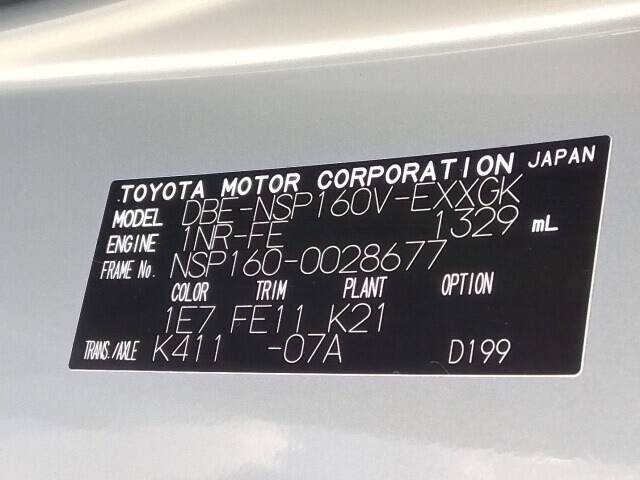 TOYOTA MOTOR CORPORATION JAPAN
MODEL DBE-NSP160V-EXXGK
ENGINE 1NR-FE 1329 mL
FRAME No. NSP160-0028677
COLOR TRIM PLANT OPTION
1E7 FE11 K21
TRANS./AXLE K411 -07A D199